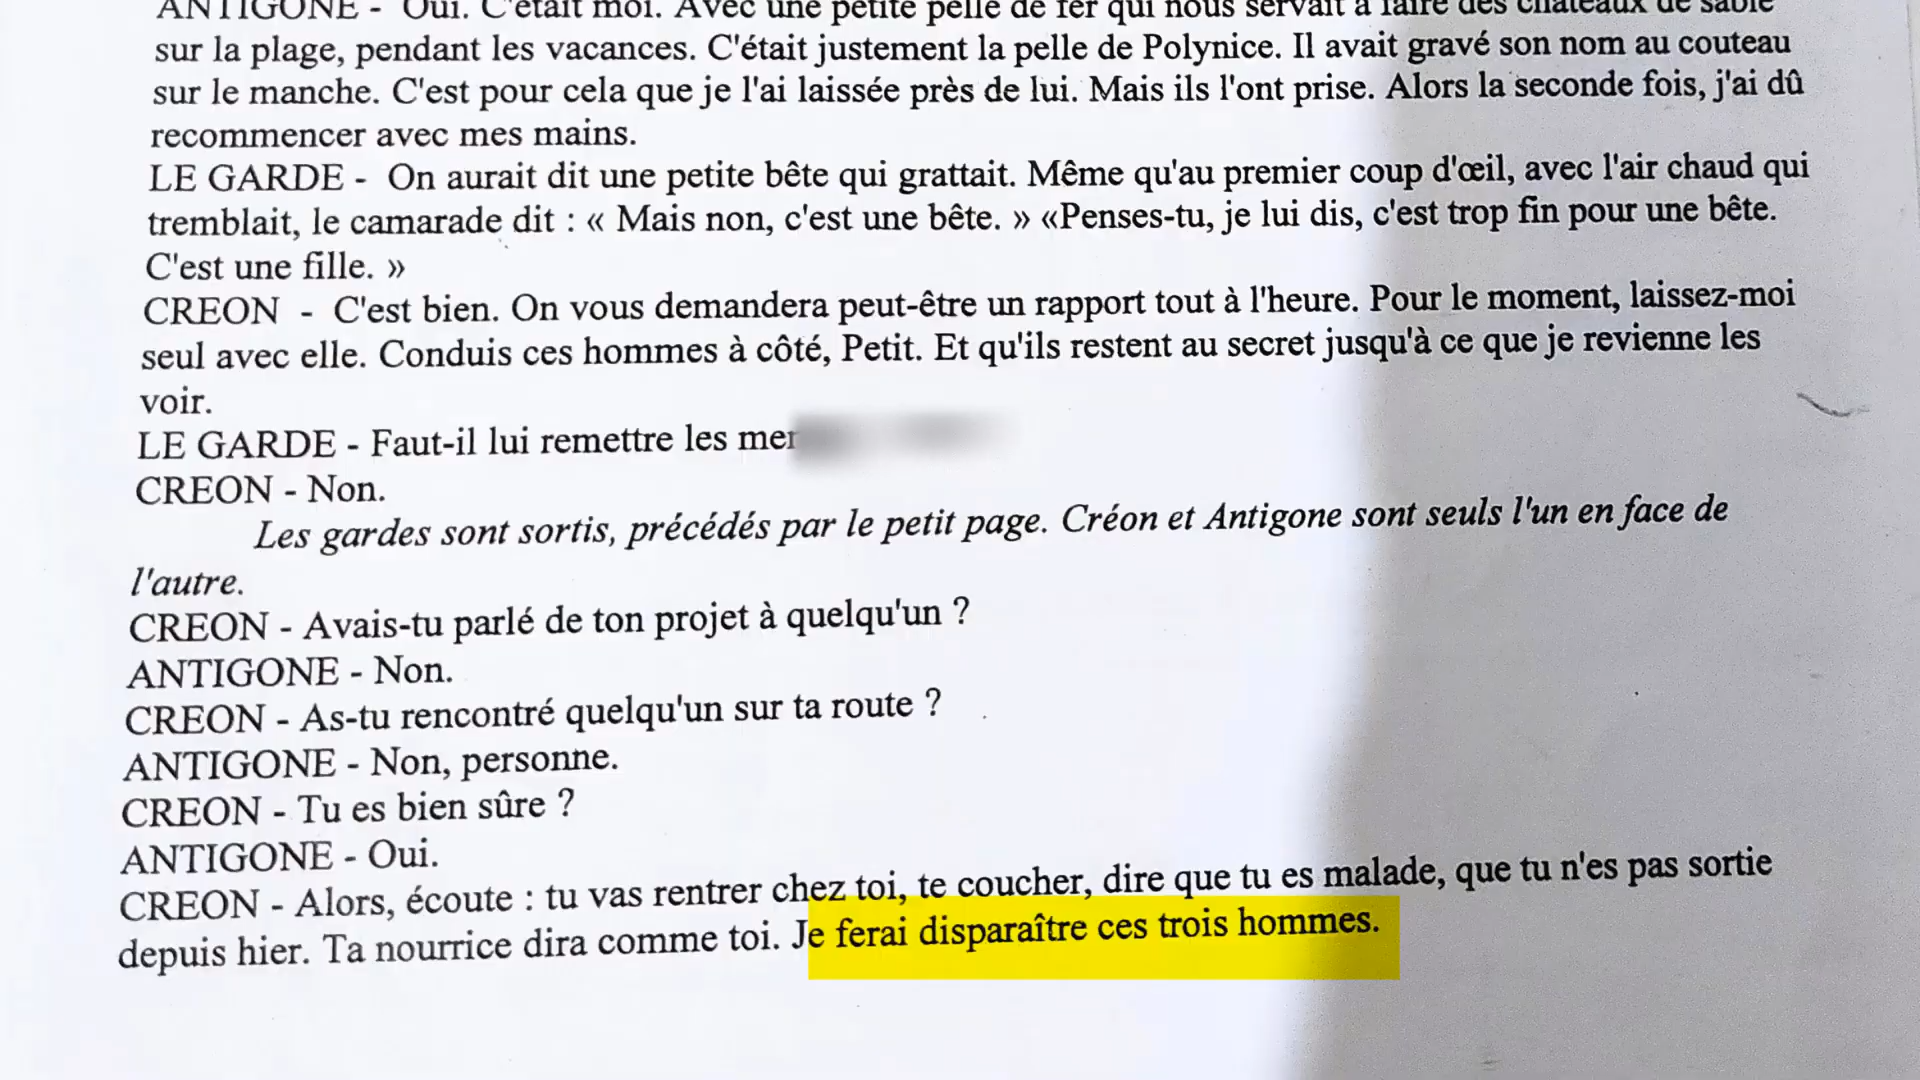 ANTIGONE - Oui. C'était moi. Avec une petite pelle de fer qui nous servait à faire des châteaux de sable
sur la plage, pendant les vacances. C'était justement la pelle de Polynice. Il avait gravé son nom au couteau
sur le manche. C'est pour cela que je l'ai laissée près de lui. Mais ils l'ont prise. Alors la seconde fois, j'ai dû
recommencer avec mes mains.
LE GARDE - On aurait dit une petite bête qui grattait. Même qu'au premier coup d'œil, avec l'air chaud qui
tremblait, le camarade dit : « Mais non, c'est une bête. » «Penses-tu, je lui dis, c'est trop fin pour une bête.
C'est une fille. »
CREON - C'est bien. On vous demandera peut-être un rapport tout à l'heure. Pour le moment, laissez-moi
seul avec elle. Conduis ces hommes à côté, Petit. Et qu'ils restent au secret jusqu'à ce que je revienne les
voir.
LE GARDE - Faut-il lui remettre les
CREON - Non.
Les gardes sont sortis, précédés par le petit page. Créon et Antigone sont seuls l'un en face de
l'autre.
CREON - Avais-tu parlé de ton projet à quelqu'un ?
ANTIGONE - Non.
CREON - As-tu rencontré quelqu'un sur ta route ?
ANTIGONE - Non, personne.
CREON - Tu es bien sûre ?
ANTIGONE - Oui.
CREON - Alors, écoute : tu vas rentrer chez toi, te coucher, dire que tu es malade, que tu n'es pas sortie
depuis hier. Ta nourrice dira comme toi. Je ferai disparaître ces trois hommes.